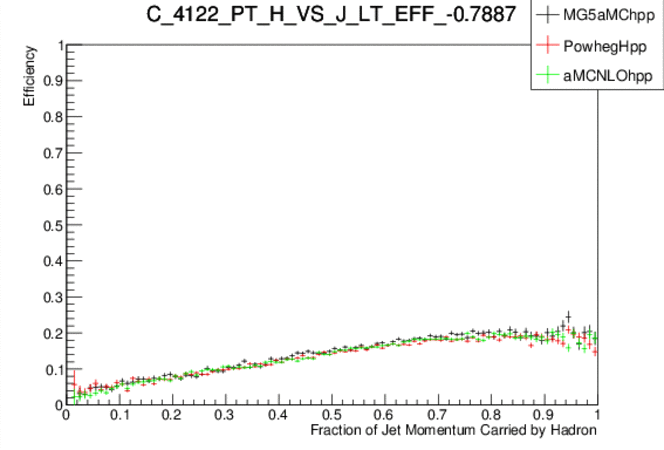 C_4122_PT_H_VS_J_LT_EFF_-0.7887
MG5aMChpp
PowhegHpp
aMCNLOhpp
Efficiency
1
0.9
0.8
0.7
0.6
0.5
0.4
0.3
0.2
0.1
0
0 0.1 0.2 0.3 0.4 0.5 0.6 0.7 0.8 0.9 1
Fraction of Jet Momentum Carried by Hadron